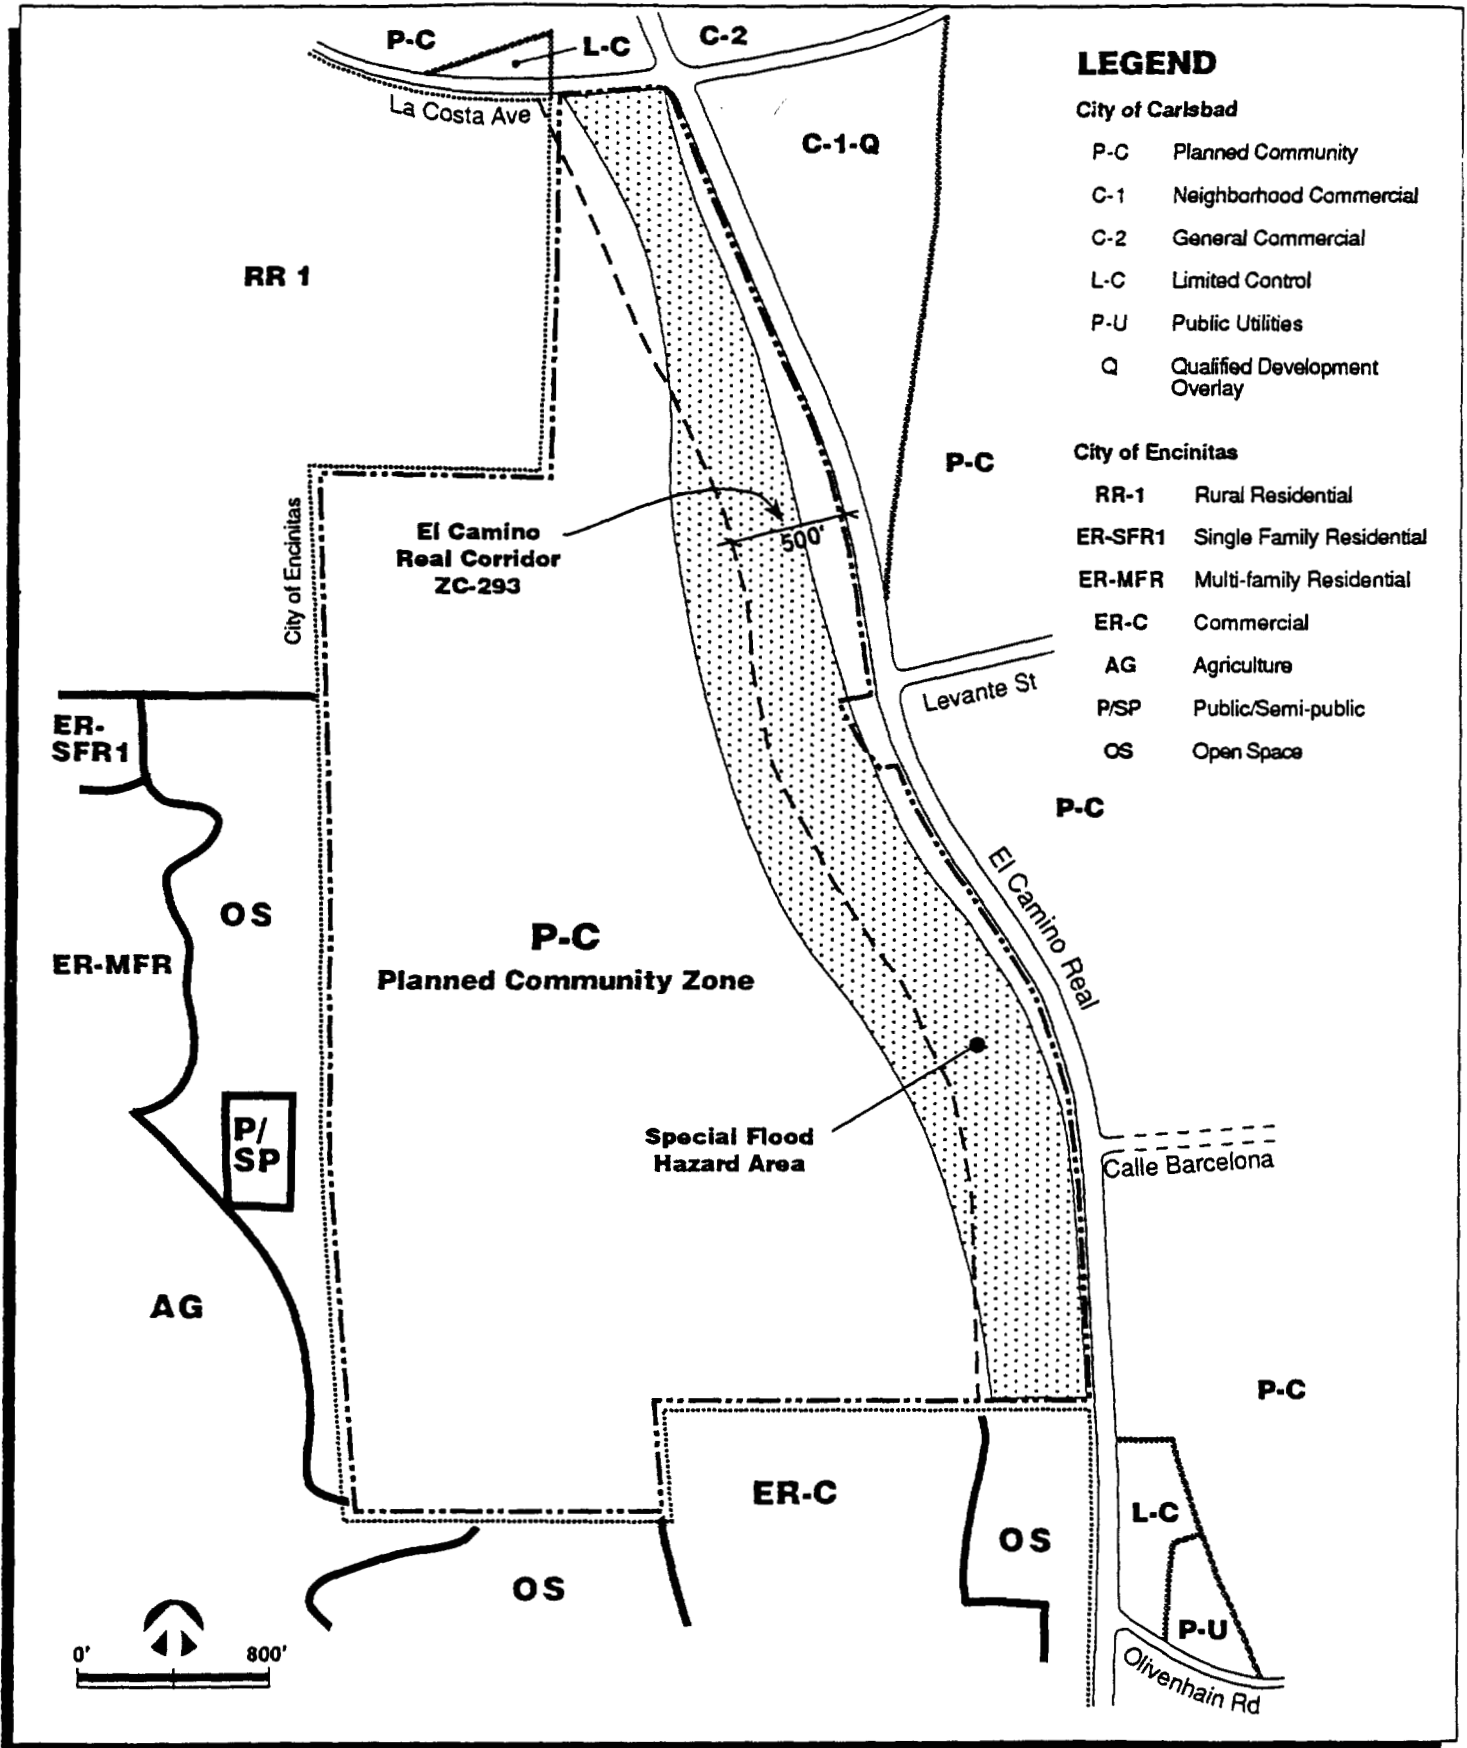 P-C
L-C
C-2
La Costa Ave
C-1-Q
RR 1
P-C
El Camino
Real Corridor
ZC-293
500'
City of Encinitas
Levante St
ER-
SFR1
P-C
El Camino Real
OS
ER-MFR
P-C
Planned Community Zone
P/
SP
Special Flood
Hazard Area
Calle Barcelona
AG
P-C
ER-C
L-C
OS
OS
P-U
Olivenhain Rd
0'
800'
LEGEND
City of Carlsbad
P-C Planned Community
C-1 Neighborhood Commercial
C-2 General Commercial
L-C Limited Control
P-U Public Utilities
Q Qualified Development
Overlay
City of Encinitas
RR-1 Rural Residential
ER-SFR1 Single Family Residential
ER-MFR Multi-family Residential
ER-C Commercial
AG Agriculture
P/SP Public/Semi-public
OS Open Space